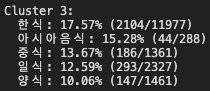 Cluster 3:
한식: 17.57% (2104/11977)
아시아음식: 15.28% (44/288)
중식: 13.67% (186/1361)
일식: 12.59% (293/2327)
양식: 10.06% (147/1461)